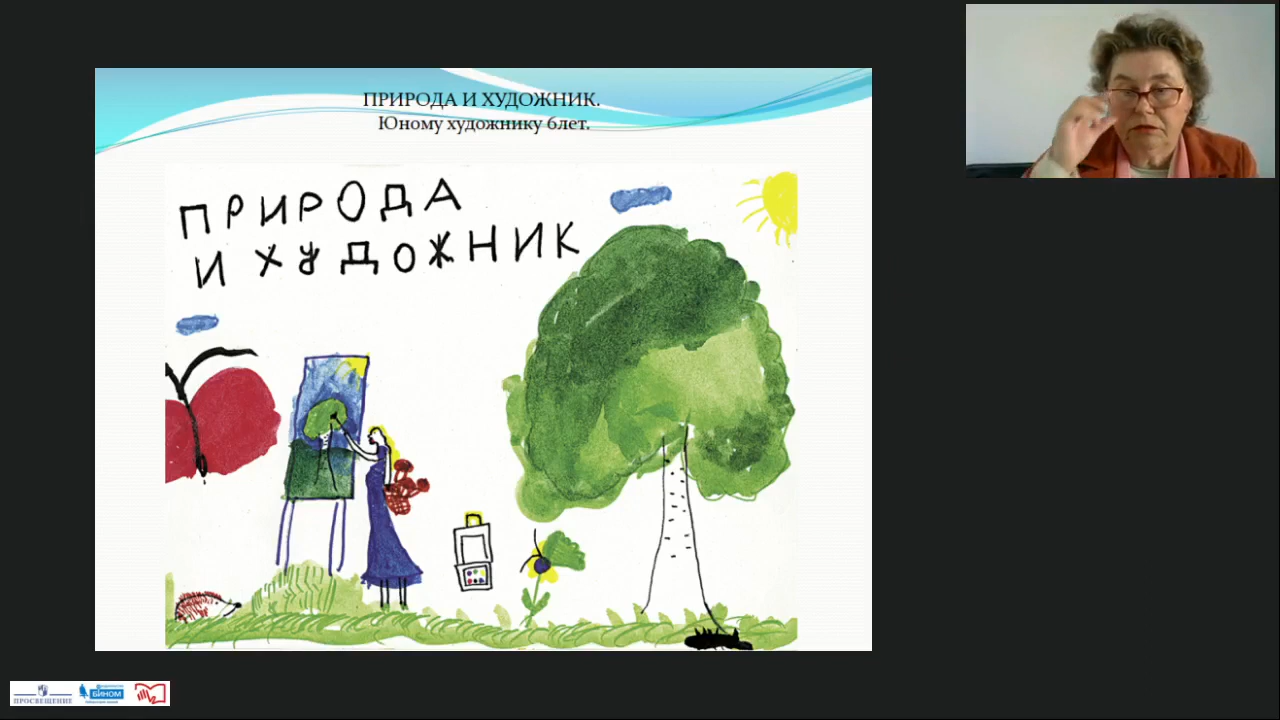 ПРИРОДА И ХУДОЖНИК.
Юному художнику 6лет.
ПРИРОДА
И ХУДОЖНИК
ПРОСВЕЩЕНИЕ
БИНОМ